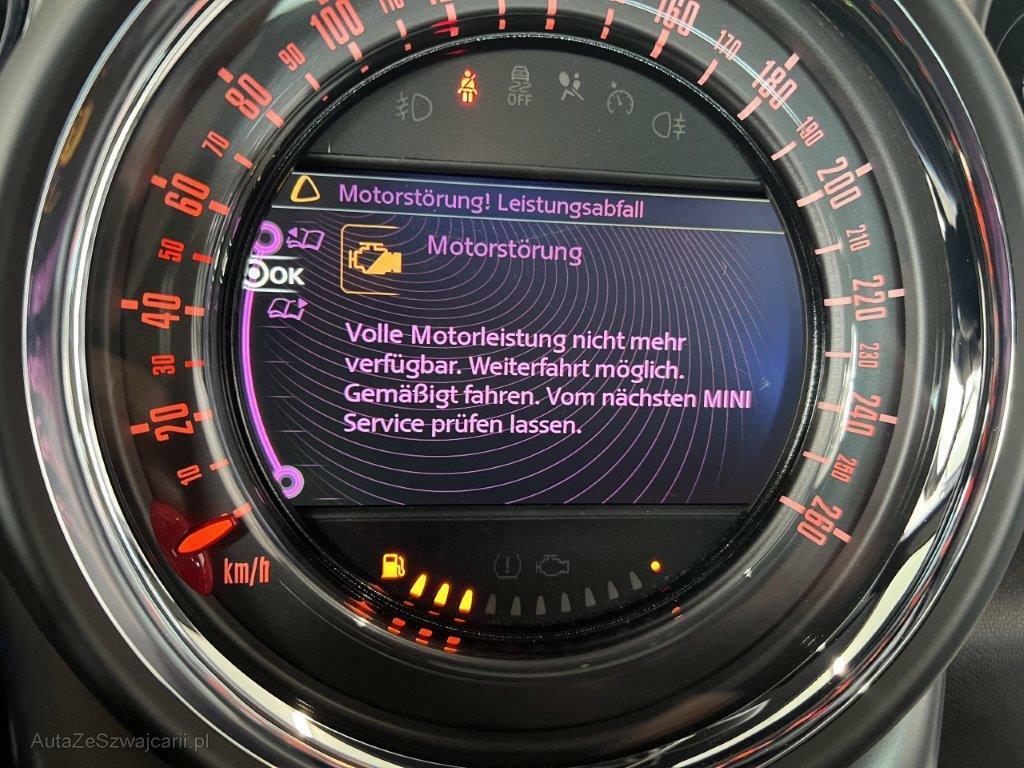 100
160
170
90
180
80
OFF
190
70
200
60
Motorstörung! Leistungsabfall
210
50
Motorstörung
OK
220
40
Volle Motorleistung nicht mehr
230
30
verfügbar. Weiterfahrt möglich.
Gemäßigt fahren. Vom nächsten MINI
240
20
Service prüfen lassen.
250
10
260
km/h
AutaZeSzwajcarii.pl